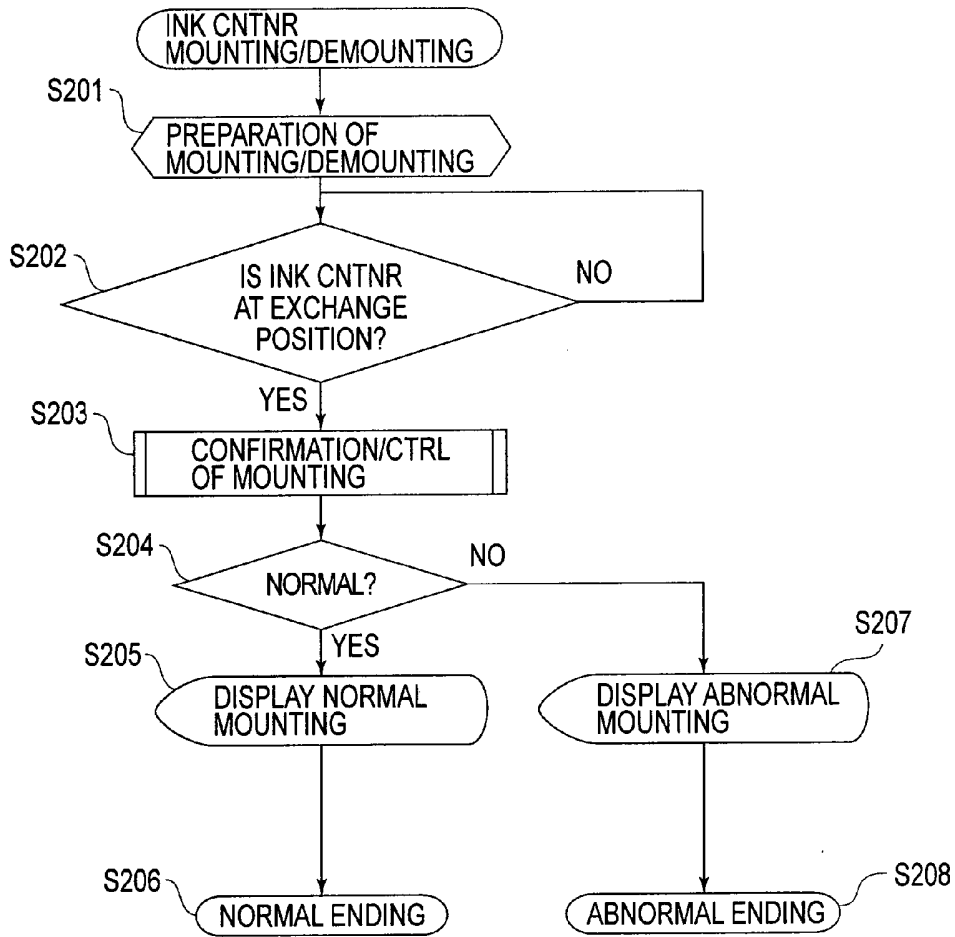 INK CNTNR
MOUNTING/DEMOUNTING
S201
PREPARATION OF
MOUNTING/DEMOUNTING
S202
IS INK CNTNR
AT EXCHANGE
POSITION?
NO
YES
S203
CONFIRMATION/CTRL
OF MOUNTING
S204
NORMAL?
NO
YES
S205
DISPLAY NORMAL
MOUNTING
S207
DISPLAY ABNORMAL
MOUNTING
S206
NORMAL ENDING
S208
ABNORMAL ENDING